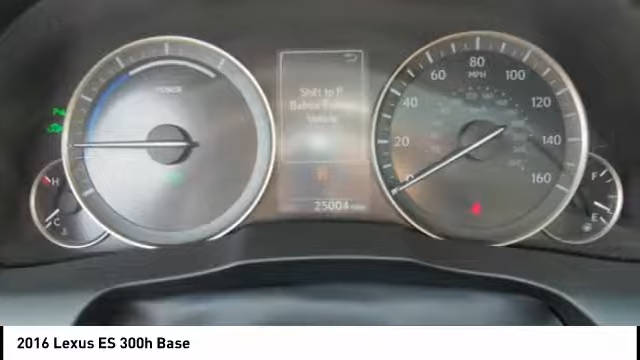 POWER
Shift to P
Before Exiting
Vehicle
25004
H
C
0
20
40
60
80
MPH
100
120
140
160
F
E
2016 Lexus ES 300h Base